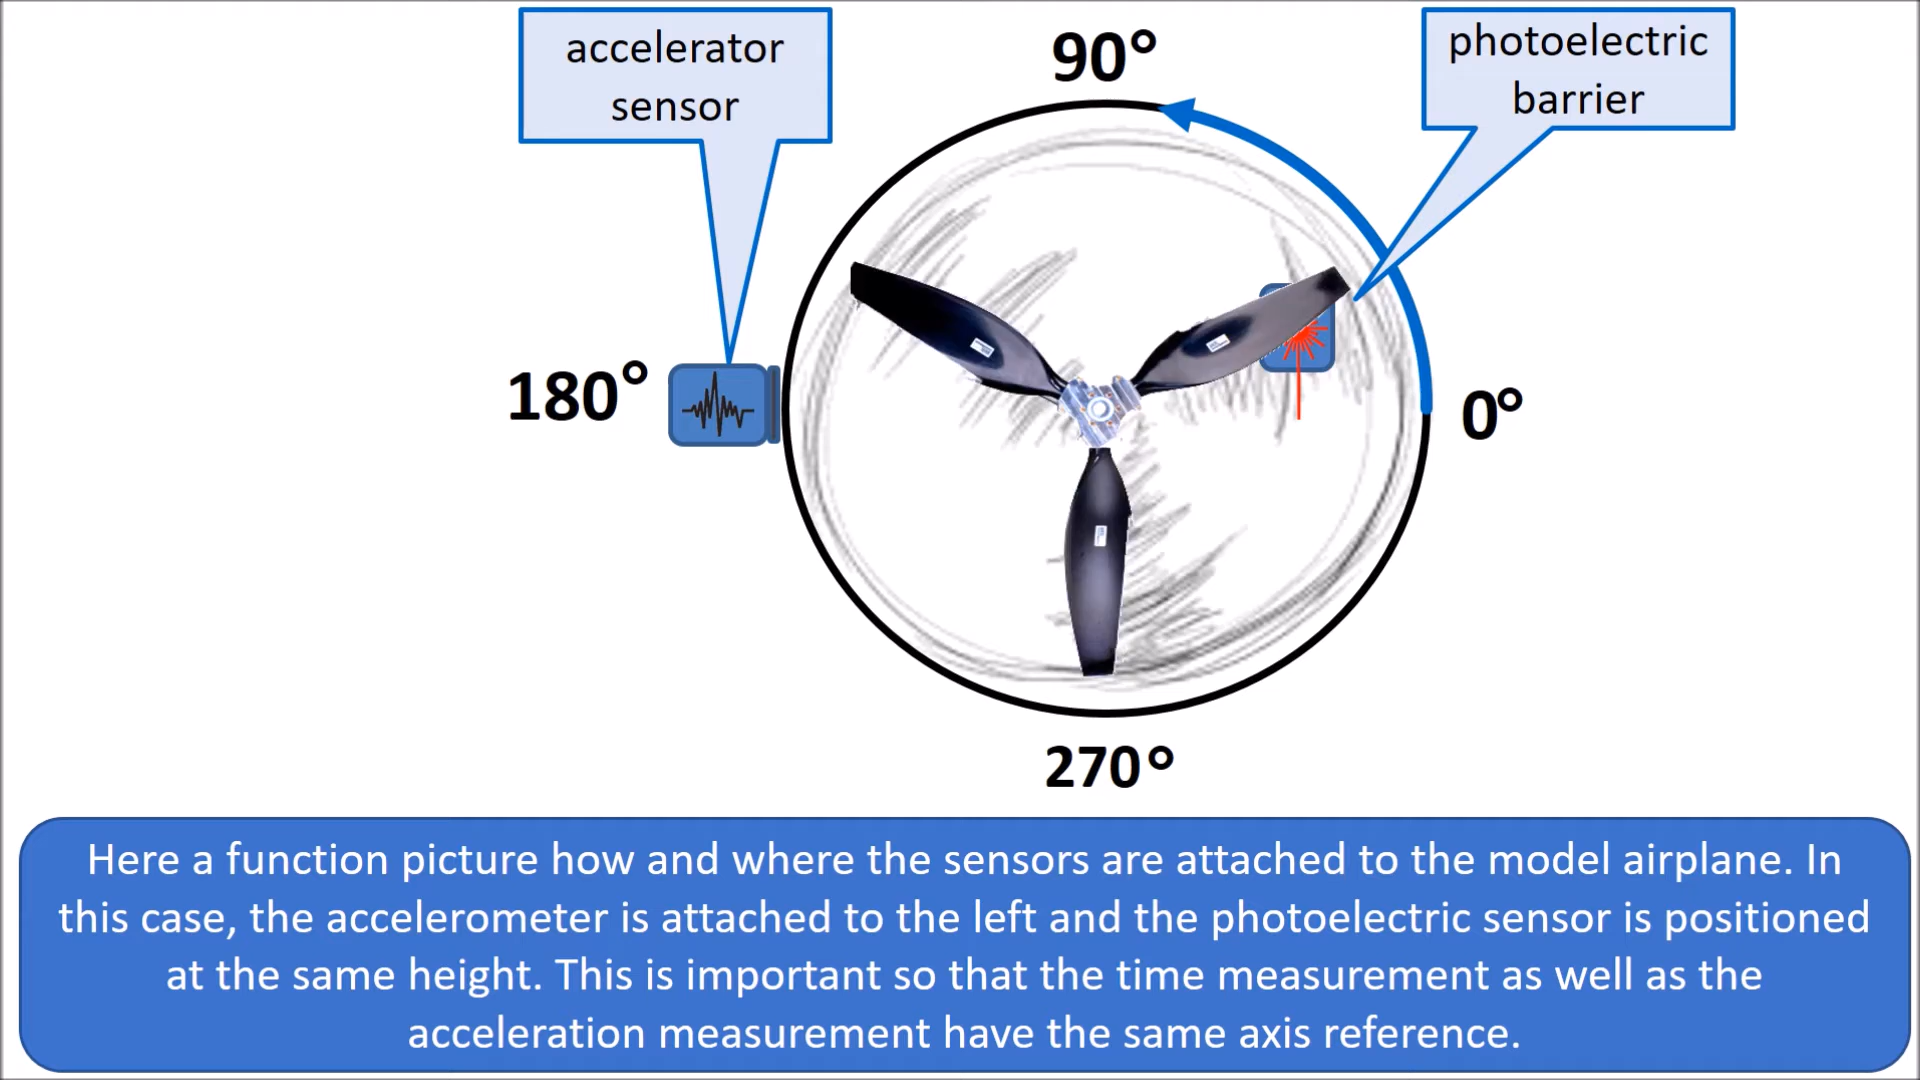 accelerator
sensor
90°
photoelectric
barrier
180°
0°
270°
Here a function picture how and where the sensors are attached to the model airplane. In
this case, the accelerometer is attached to the left and the photoelectric sensor is positioned
at the same height. This is important so that the time measurement as well as the
acceleration measurement have the same axis reference.